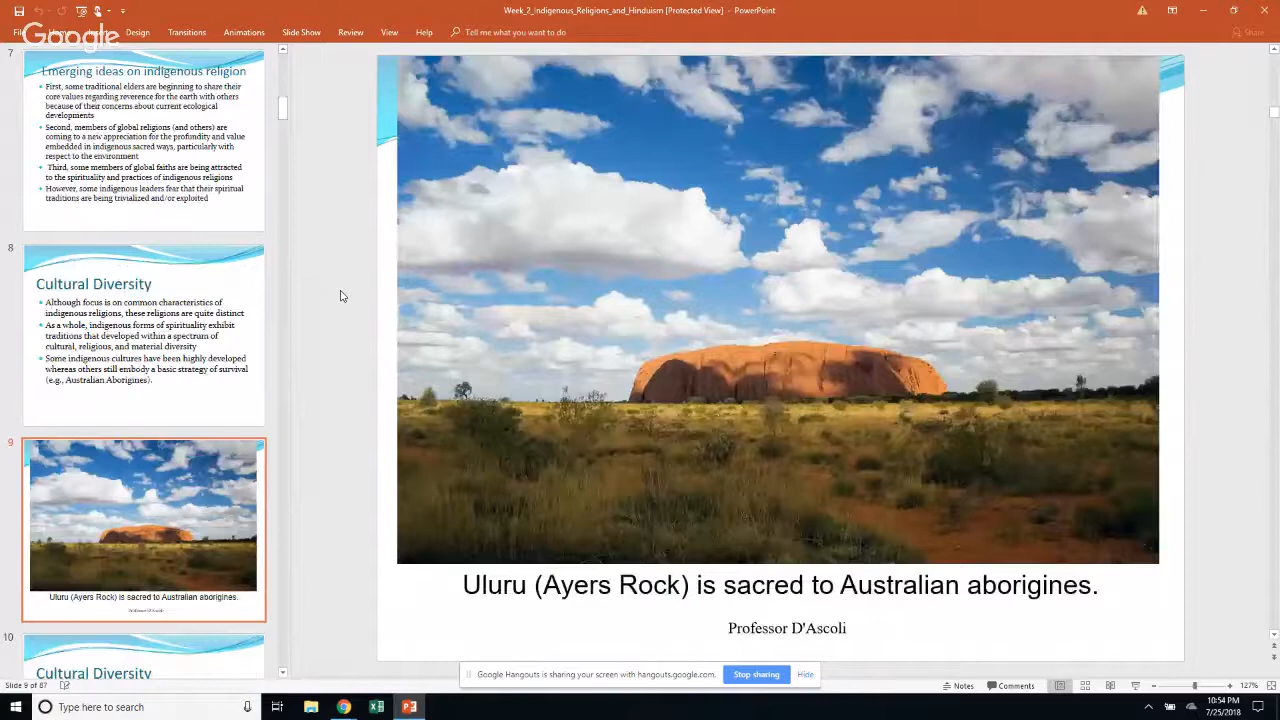 Week_2_Indigenous_Religions_and_Hinduism [Protected View] - PowerPoint
File Home Insert Design Transitions Animations Slide Show Review View Help Tell me what you want to do Share
Google
7
Emerging ideas on indigenous religion
First, some traditional elders are beginning to share their
core values regarding reverence for the earth with others
because of their concerns about current ecological
developments
Second, members of global religions (and others) are
coming to a new appreciation for the profundity and value
embedded in indigenous sacred ways, particularly with
respect to the environment
Third, some members of global faiths are being attracted
to the spirituality and practices of indigenous religions
However, some indigenous leaders fear that their spiritual
traditions are being trivialized and/or exploited
8
Cultural Diversity
Although focus is on common characteristics of
indigenous religions, these religions are quite distinct
As a whole, indigenous forms of spirituality exhibit
traditions that developed within a spectrum of
cultural, religious, and material diversity
Some indigenous cultures have been highly developed
whereas others still embody a basic strategy of survival
(e.g., Australian Aborigines).
9
Uluru (Ayers Rock) is sacred to Australian aborigines.
Professor D'Ascoli
10
Cultural Diversity
Uluru (Ayers Rock) is sacred to Australian aborigines.
Professor D'Ascoli
Google Hangouts is sharing your screen with hangouts.google.com. Stop sharing Hide
Slide 9 of 87
Notes Comments 127%
Type here to search
10:54 PM
7/25/2018